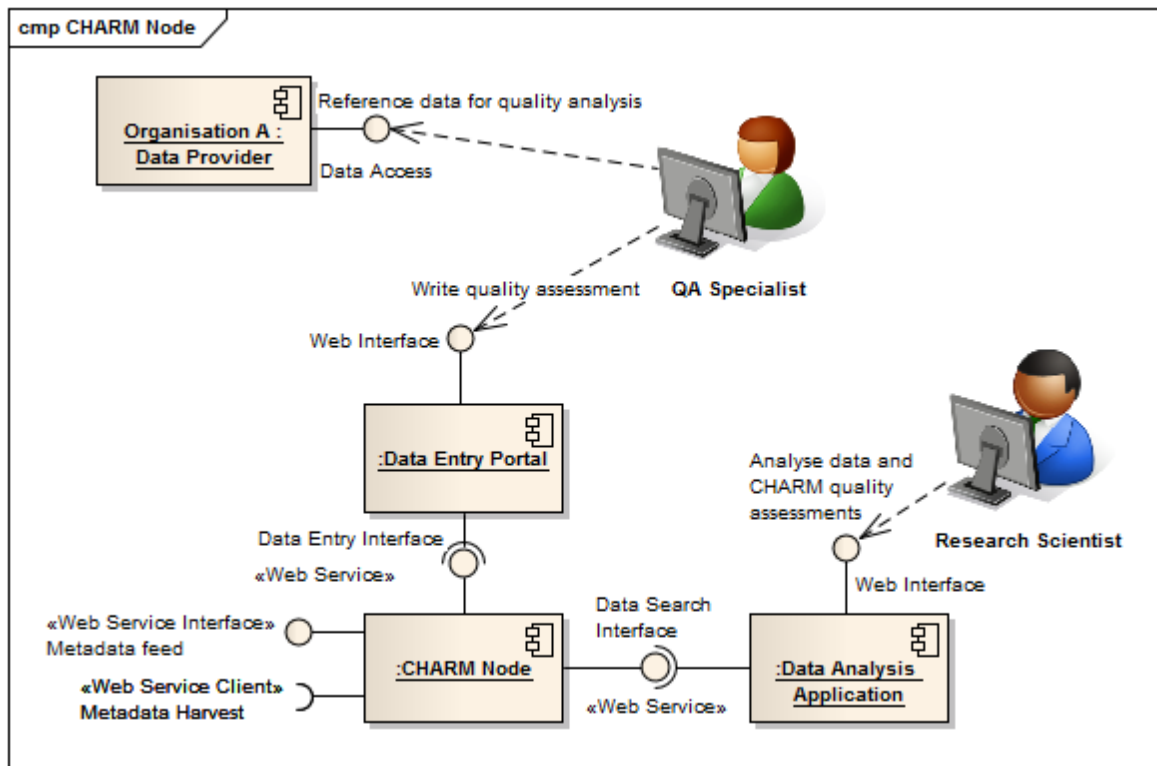 cmp CHARM Node
Organisation A :
Data Provider
Reference data for quality analysis
Data Access
QA Specialist
Write quality assessment
Web Interface
:Data Entry Portal
Analyse data and
CHARM quality
assessments
Research Scientist
Web Interface
Data Entry Interface
«Web Service»
«Web Service Interface»
Metadata feed
«Web Service Client»
Metadata Harvest
:CHARM Node
Data Search
Interface
«Web Service»
:Data Analysis
Application